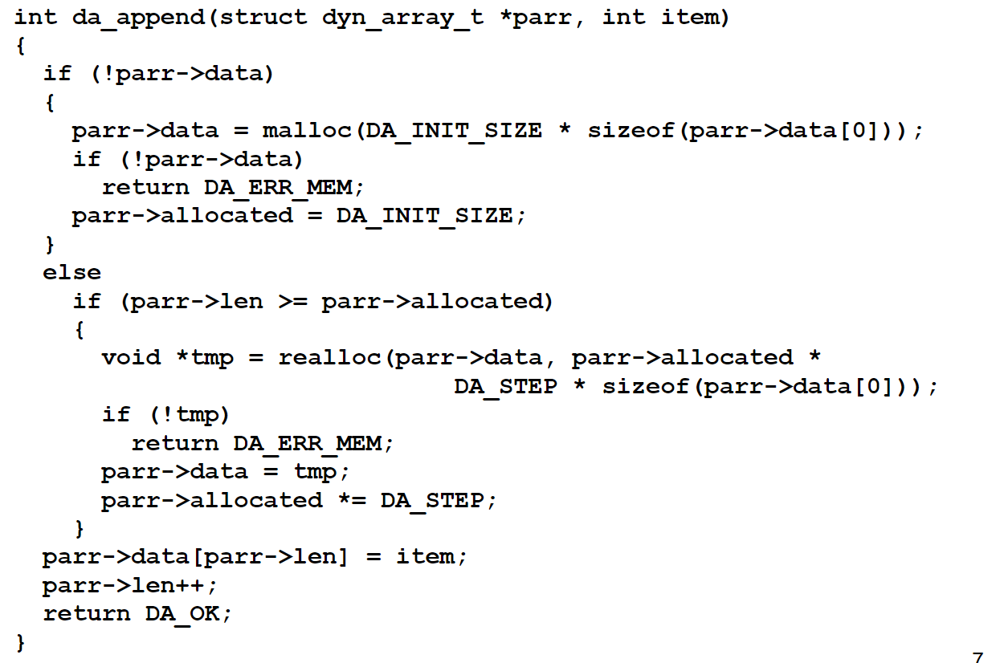 int da_append(struct dyn_array_t *parr, int item)
{
  if (!parr->data)
  {
    parr->data = malloc(DA_INIT_SIZE * sizeof(parr->data[0]));
    if (!parr->data)
      return DA_ERR_MEM;
    parr->allocated = DA_INIT_SIZE;
  }
  else
    if (parr->len >= parr->allocated)
    {
      void *tmp = realloc(parr->data, parr->allocated *
                              DA_STEP * sizeof(parr->data[0]));
      if (!tmp)
        return DA_ERR_MEM;
      parr->data = tmp;
      parr->allocated *= DA_STEP;
    }
  parr->data[parr->len] = item;
  parr->len++;
  return DA_OK;
}
7